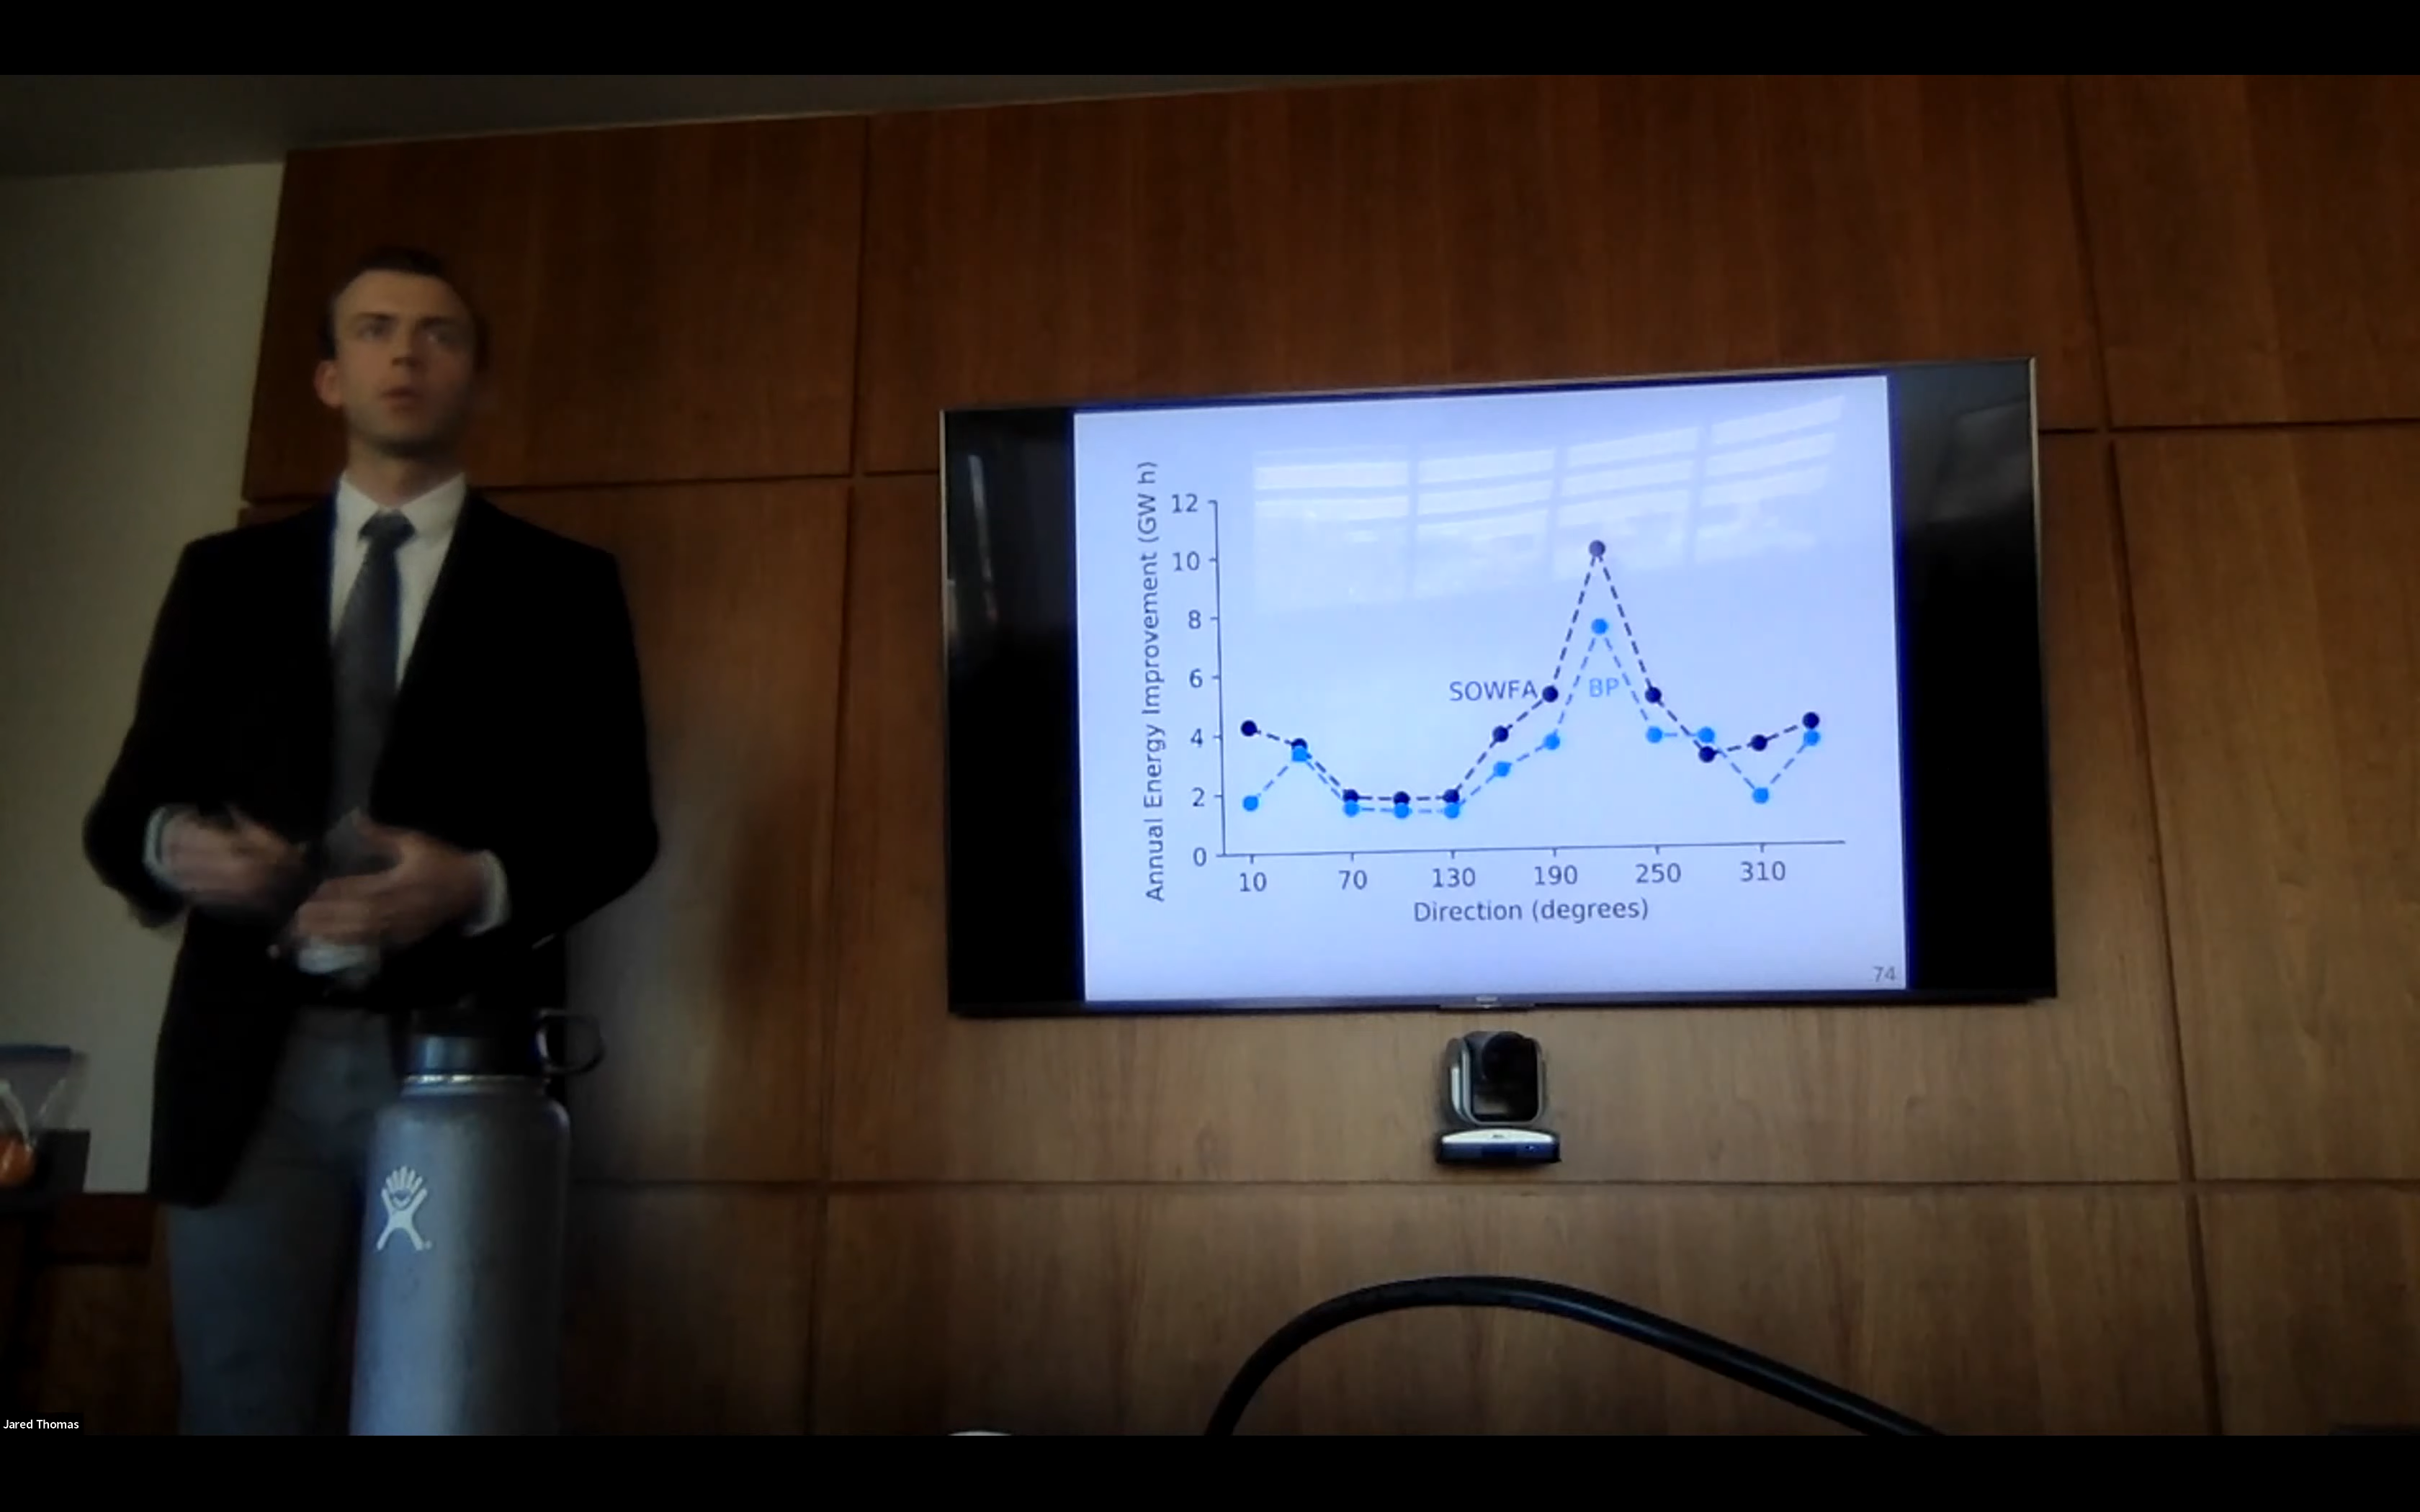 Annual Energy Improvement (GW h)
12
10
8
6
4
2
0
SOWFA
BP
10 70 130 190 250 310
Direction (degrees)
74
Jared Thomas